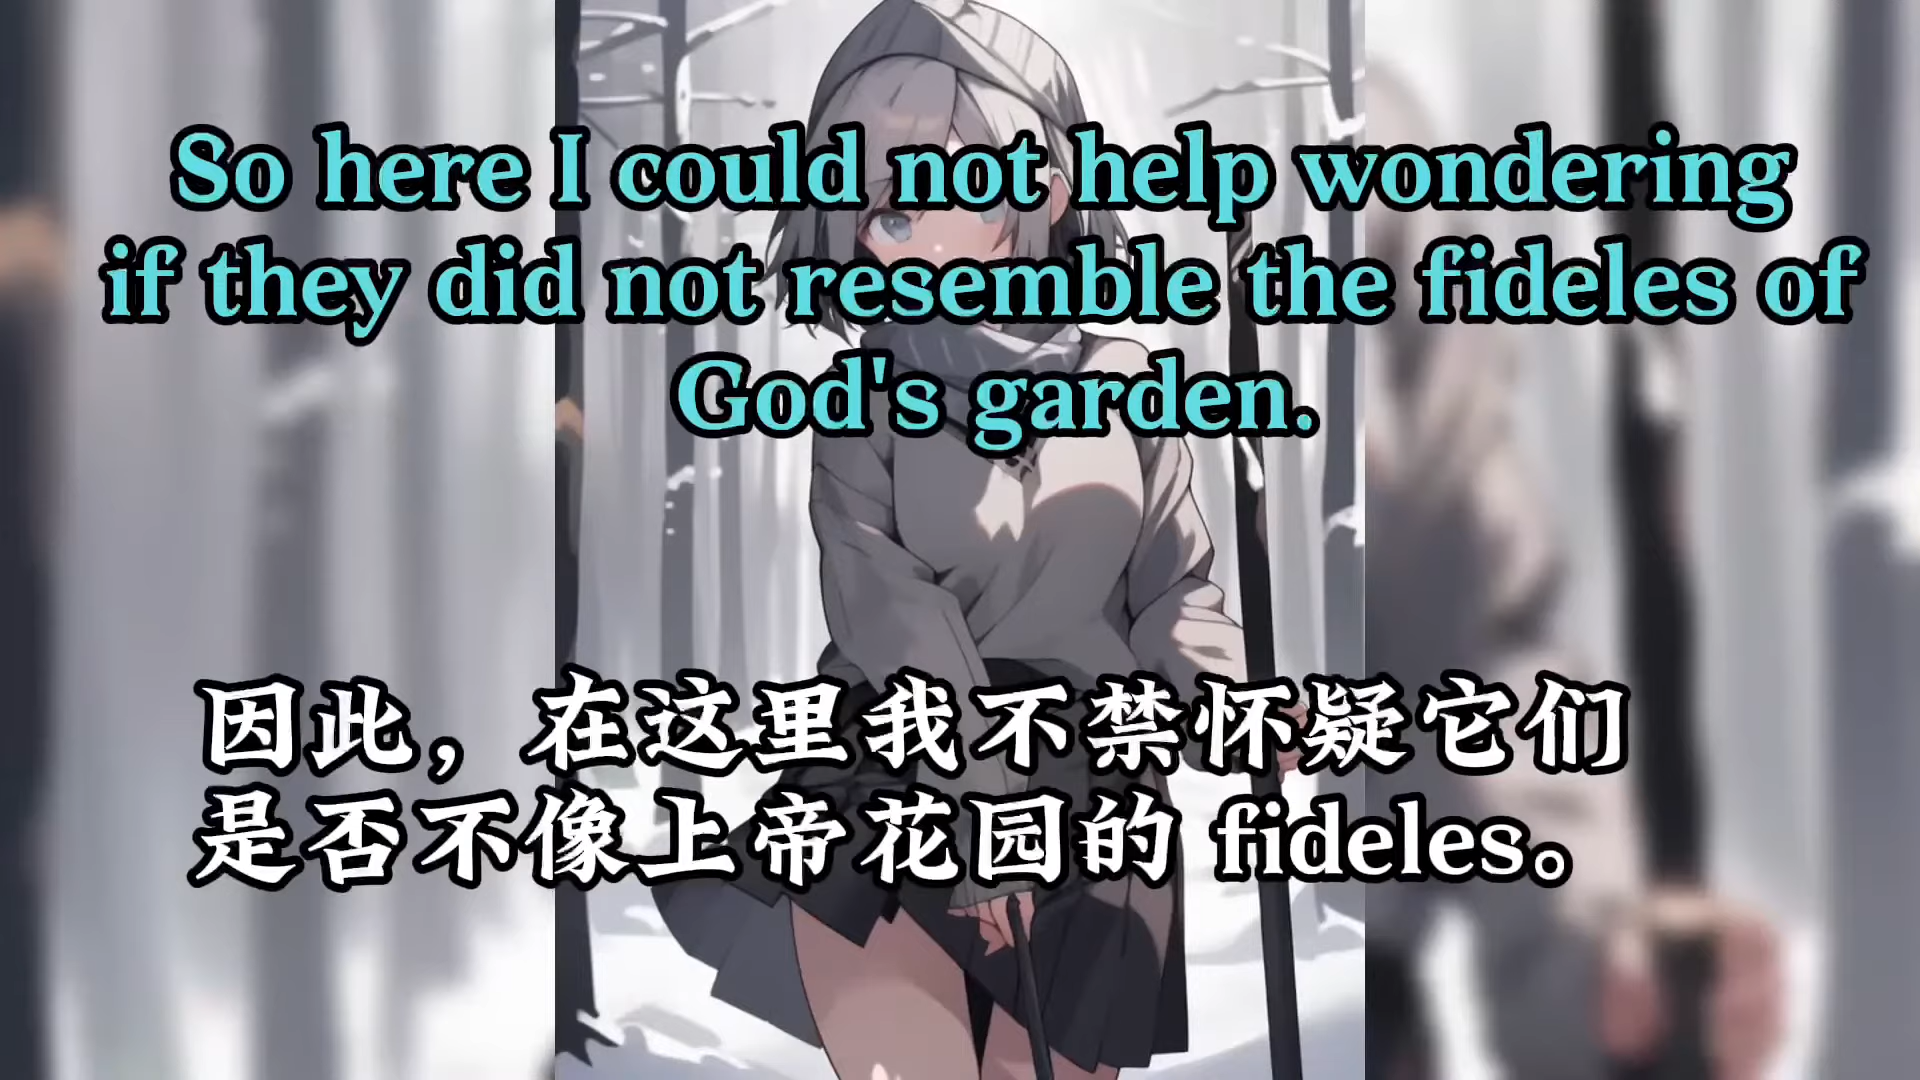 So here I could not help wondering
if they did not resemble the fideles of
God's garden.
因此，在这里我不禁怀疑它们
是否不像上帝花园的 fideles。